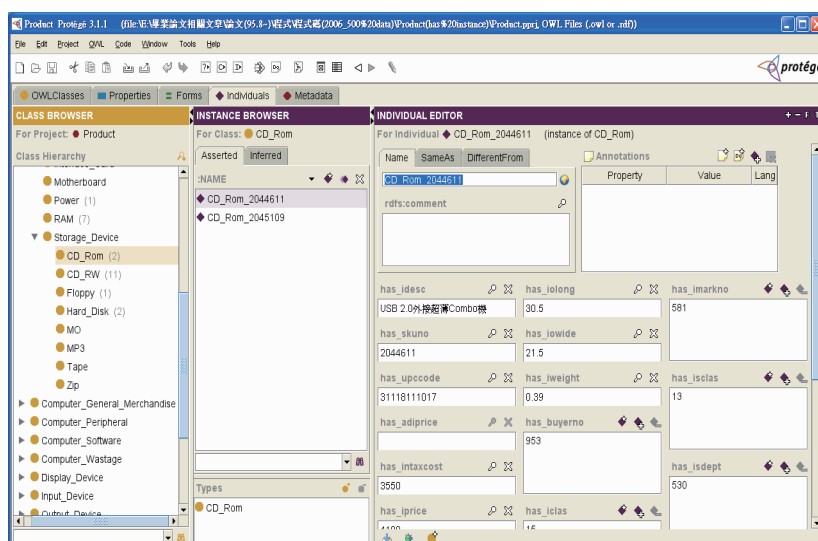 Product Protégé 3.1.1 (file:\E:\畢業論文相關文章\論文(95.8~)\程式\程式碼(2006_500%20data)\Product(has%20instance)\Product.pprj, OWL Files (.owl or .rdf))
File Edit Project OWL Code Window Tools Help
protégé
OWLClasses Properties Forms Individuals Metadata
CLASS BROWSER
For Project: Product
Class Hierarchy
Motherboard
Power (1)
RAM (7)
Storage_Device
CD_Rom (2)
CD_RW (11)
Floppy (1)
Hard_Disk (2)
MO
MP3
Tape
Zip
Computer_General_Merchandise
Computer_Peripheral
Computer_Software
Computer_Wastage
Display_Device
Input_Device
Output_Device
INSTANCE BROWSER
For Class: CD_Rom
Asserted Inferred
:NAME
CD_Rom_2044611
CD_Rom_2045109
Types
CD_Rom
INDIVIDUAL EDITOR
For Individual CD_Rom_2044611 (instance of CD_Rom)
Name SameAs DifferentFrom
CD_Rom_2044611
rdfs:comment
Annotations
Property Value Lang
has_idesc
USB 2.0外接超薄Combo機
has_skuno
2044611
has_upccode
31118111017
has_adiprice
has_intaxcost
3550
has_iprice
has_iolong
30.5
has_iowide
21.5
has_iweight
0.39
has_buyerno
953
has_iclas
15
has_imarkno
581
has_isclas
13
has_isdept
530